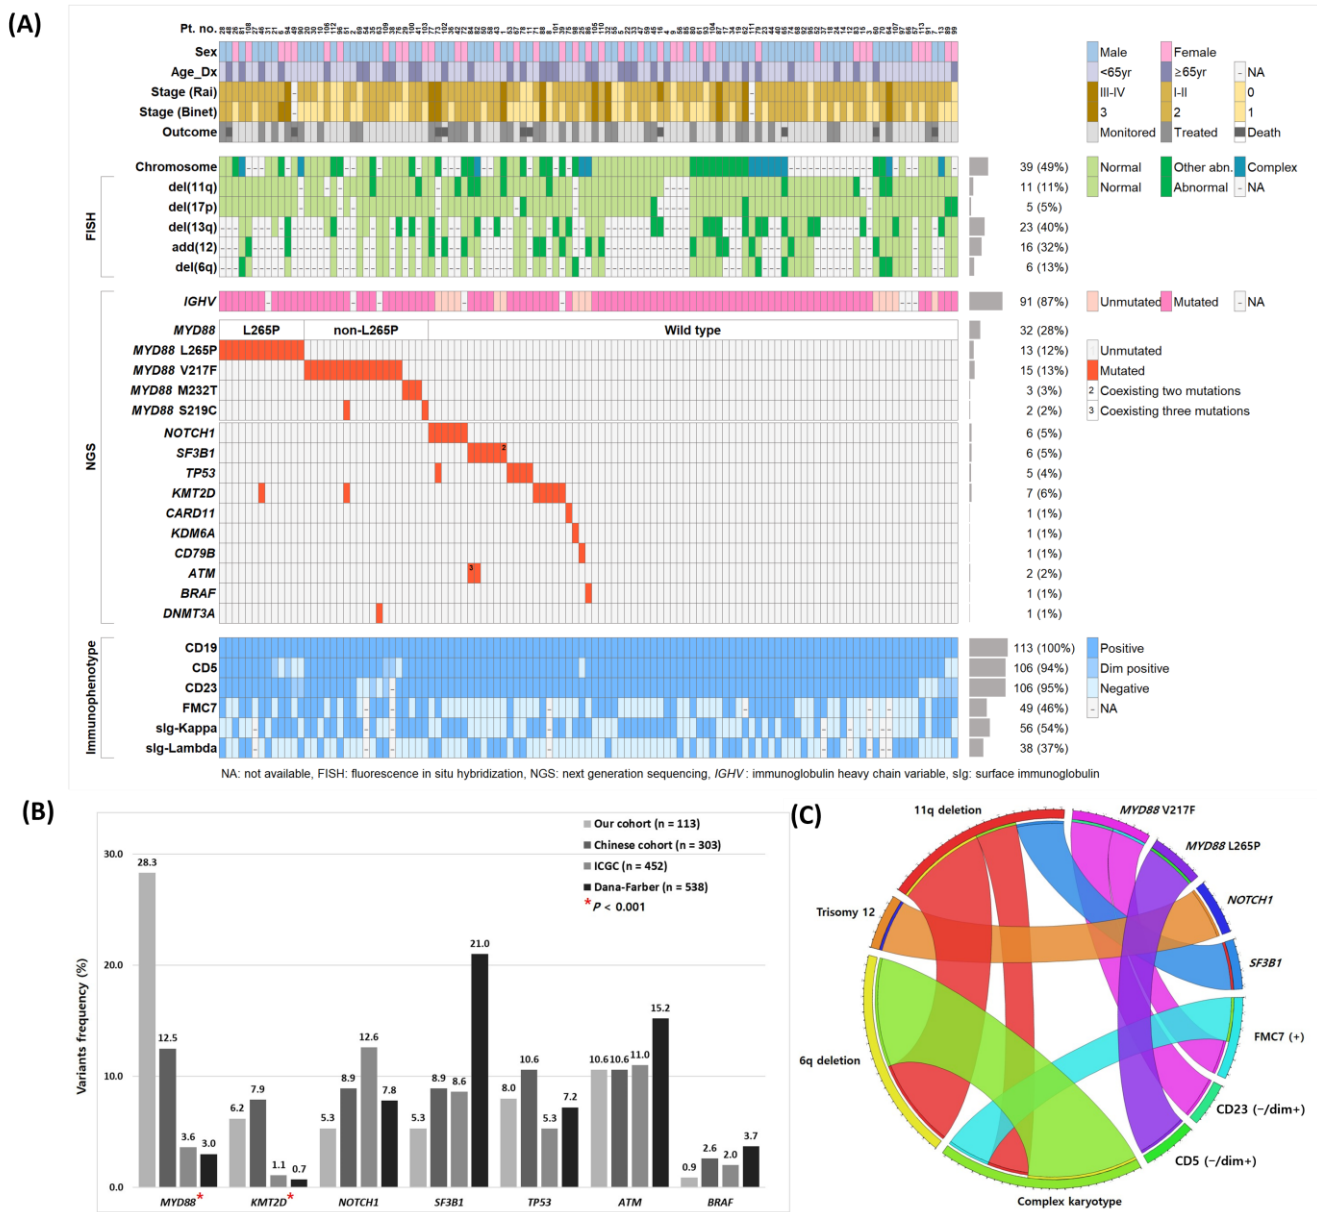 (A)
Pt. no.
Sex
Age_Dx
Stage (Rai)
Stage (Binet)
Outcome
Male
Female
<65yr
≥65yr
- NA
III-IV
I-II
0
3
2
1
Monitored
Treated
Death
Chromosome
39 (49%)
Normal
Other abn.
Complex
FISH
del(11q)
11 (11%)
Normal
Abnormal
- NA
del(17p)
5 (5%)
del(13q)
23 (40%)
add(12)
16 (32%)
del(6q)
6 (13%)
NGS
IGHV
91 (87%)
Unmutated
Mutated
- NA
MYD88
L265P
non-L265P
Wild type
32 (28%)
MYD88 L265P
13 (12%)
Unmutated
MYD88 V217F
15 (13%)
Mutated
MYD88 M232T
3 (3%)
2 Coexisting two mutations
MYD88 S219C
2 (2%)
3 Coexisting three mutations
NOTCH1
6 (5%)
SF3B1
2
6 (5%)
TP53
5 (4%)
KMT2D
7 (6%)
CARD11
1 (1%)
KDM6A
1 (1%)
CD79B
1 (1%)
ATM
3
2 (2%)
BRAF
1 (1%)
DNMT3A
1 (1%)
Immunophenotype
CD19
113 (100%)
Positive
CD5
106 (94%)
Dim positive
CD23
106 (95%)
Negative
FMC7
49 (46%)
- NA
sIg-Kappa
56 (54%)
sIg-Lambda
38 (37%)
NA: not available, FISH: fluorescence in situ hybridization, NGS: next generation sequencing, IGHV: immunoglobulin heavy chain variable, sIg: surface immunoglobulin
(B)
Our cohort (n = 113)
Chinese cohort (n = 303)
ICGC (n = 452)
Dana-Farber (n = 538)
*P < 0.001
Variants frequency (%)
30.0
20.0
10.0
0.0
28.3
12.5
3.6
3.0
6.2
7.9
1.1
0.7
5.3
8.9
12.6
7.8
5.3
8.9
8.6
21.0
8.0
10.6
5.3
7.2
10.6
10.6
11.0
15.2
0.9
2.6
2.0
3.7
MYD88*
KMT2D*
NOTCH1
SF3B1
TP53
ATM
BRAF
(C)
11q deletion
MYD88 V217F
MYD88 L265P
NOTCH1
SF3B1
FMC7 (+)
CD23 (−/dim+)
CD5 (−/dim+)
Complex karyotype
6q deletion
Trisomy 12